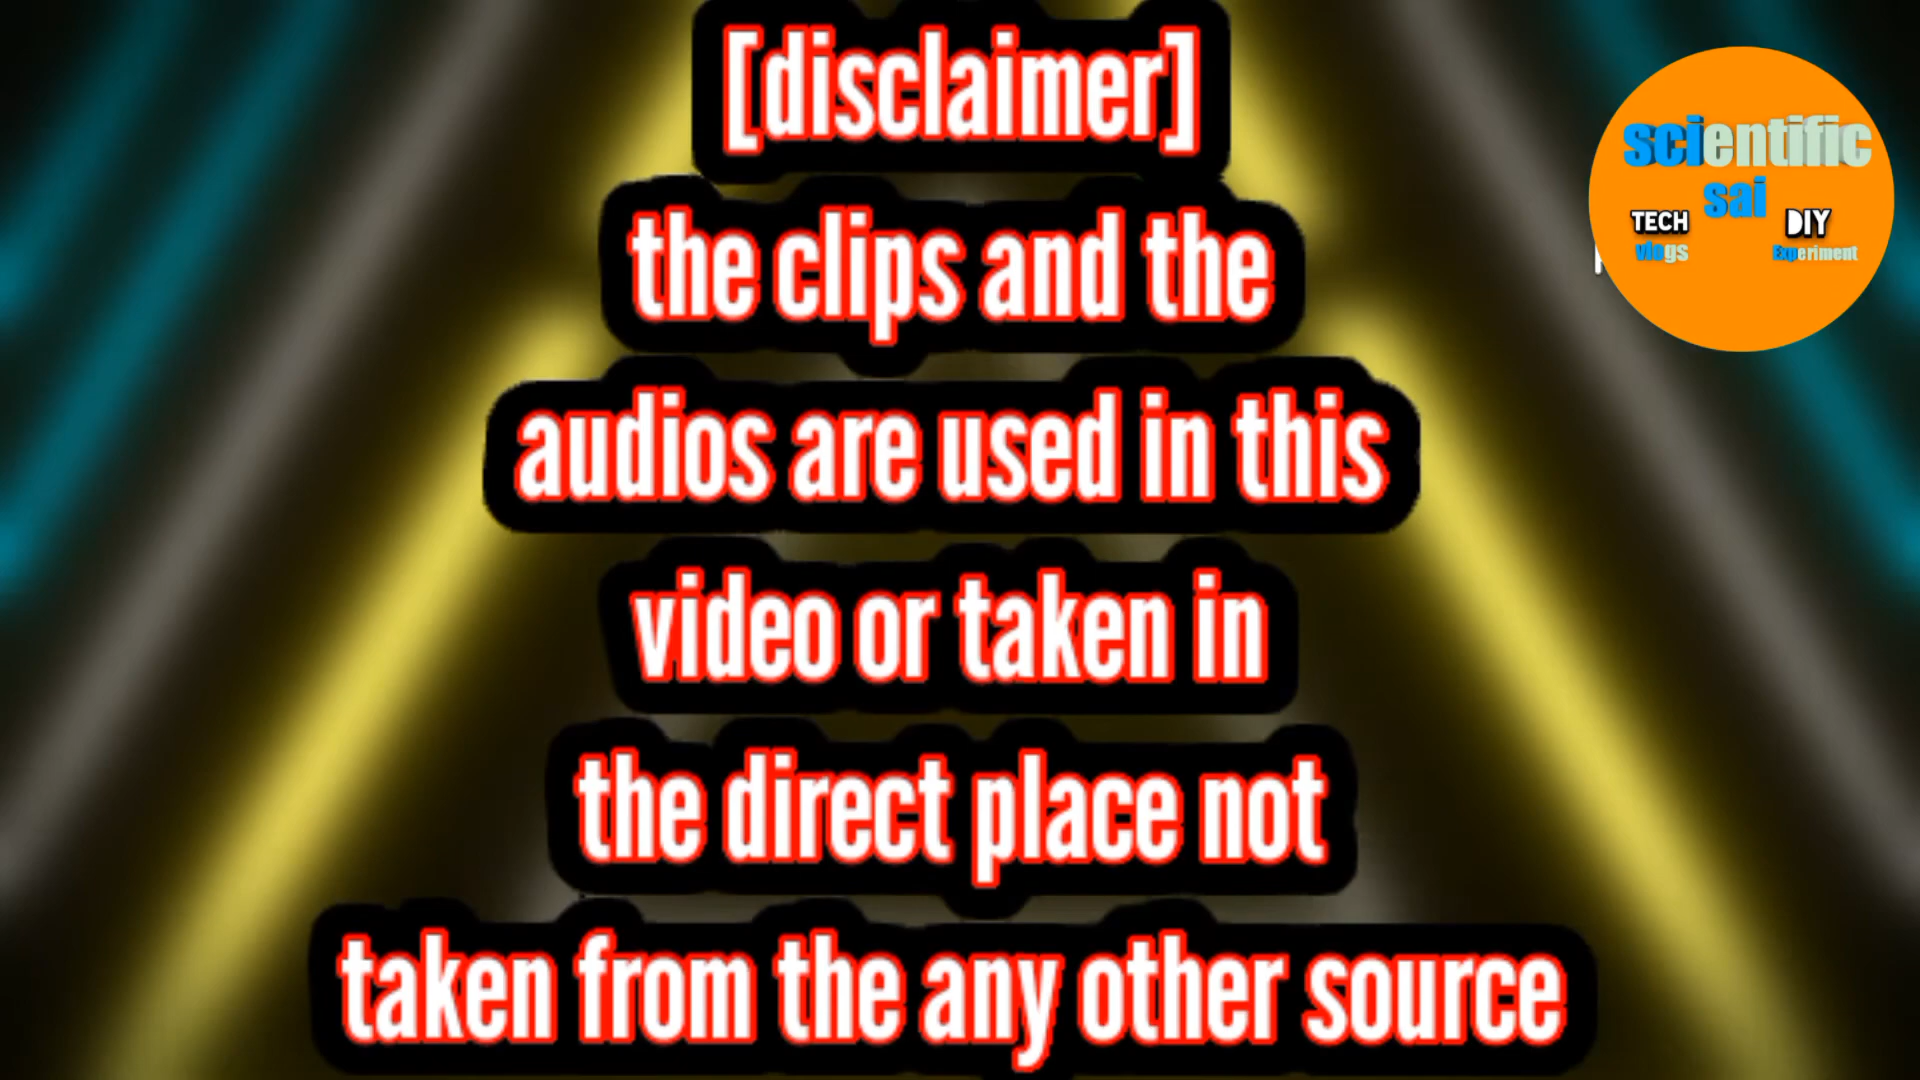 [disclaimer]
the clips and the
audios are used in this
video or taken in
the direct place not
taken from the any other source
scientific
sai
TECH
vlogs
DIY
Experiment